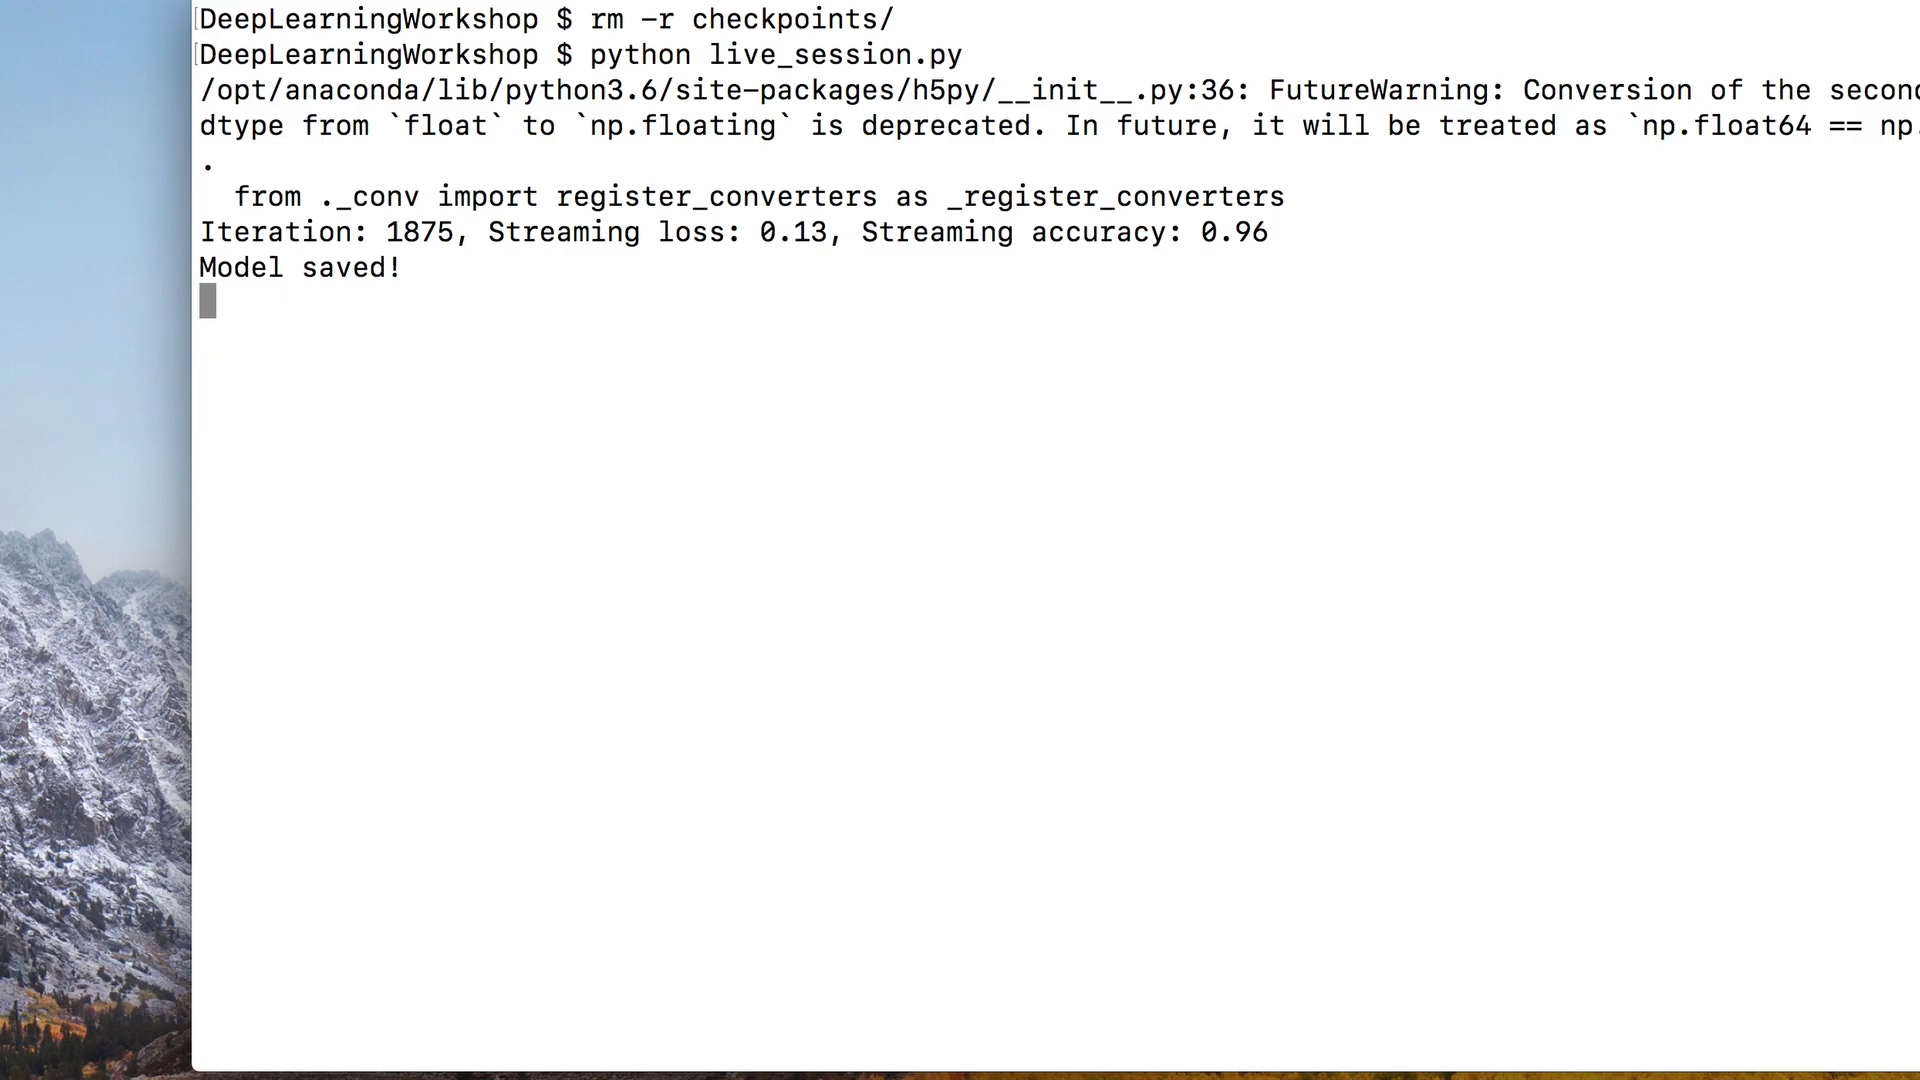 DeepLearningWorkshop $ rm -r checkpoints/
DeepLearningWorkshop $ python live_session.py
/opt/anaconda/lib/python3.6/site-packages/h5py/__init__.py:36: FutureWarning: Conversion of the second
dtype from `float` to `np.floating` is deprecated. In future, it will be treated as `np.float64 == np.
.
from ._conv import register_converters as _register_converters
Iteration: 1875, Streaming loss: 0.13, Streaming accuracy: 0.96
Model saved!